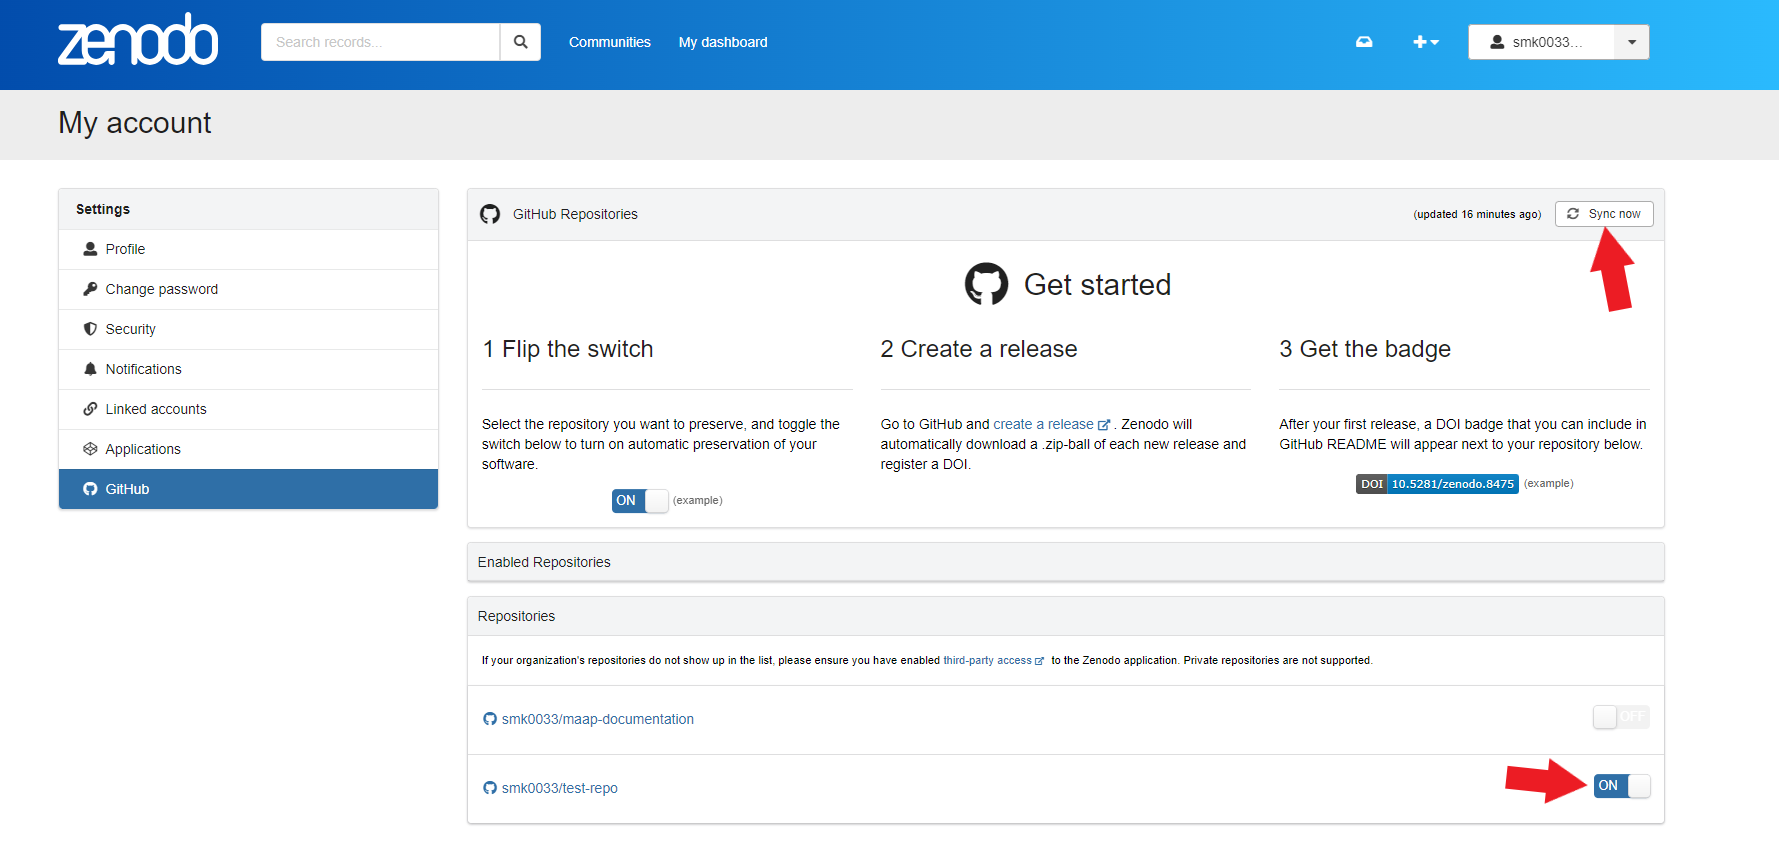 zenodo
Search records...
Communities
My dashboard
smk0033...
My account
Settings
Profile
Change password
Security
Notifications
Linked accounts
Applications
GitHub
GitHub Repositories
(updated 16 minutes ago)
Sync now
Get started
1 Flip the switch
Select the repository you want to preserve, and toggle the
switch below to turn on automatic preservation of your
software.
ON
(example)
2 Create a release
Go to GitHub and create a release . Zenodo will
automatically download a .zip-ball of each new release and
register a DOI.
3 Get the badge
After your first release, a DOI badge that you can include in
GitHub README will appear next to your repository below.
DOI 10.5281/zenodo.8475 (example)
Enabled Repositories
Repositories
If your organization's repositories do not show up in the list, please ensure you have enabled third-party access to the Zenodo application. Private repositories are not supported.
smk0033/maap-documentation
OFF
smk0033/test-repo
ON